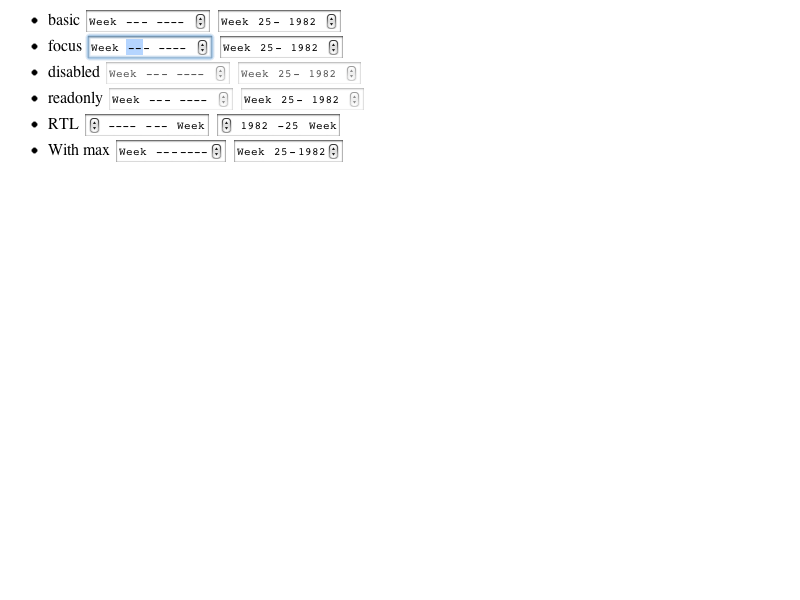 basic Week --- ---- Week 25- 1982
focus Week --- ---- Week 25- 1982
disabled Week --- ---- Week 25- 1982
readonly Week --- ---- Week 25- 1982
RTL ---- --- Week 1982 -25 Week
With max Week ------- Week 25-1982